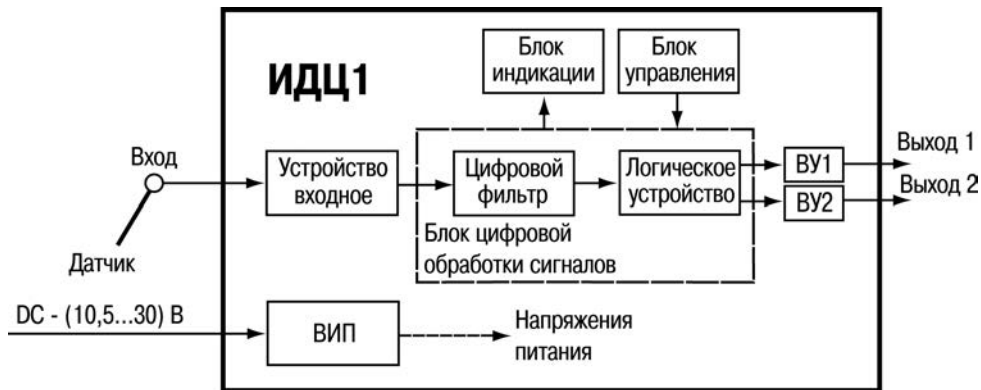 ИДЦ1
Блок
индикации
Блок
управления
Вход
Датчик
Устройство
входное
Цифровой
фильтр
Логическое
устройство
Блок цифровой
обработки сигналов
ВУ1
ВУ2
Выход 1
Выход 2
DC - (10,5...30) В
ВИП
Напряжения
питания